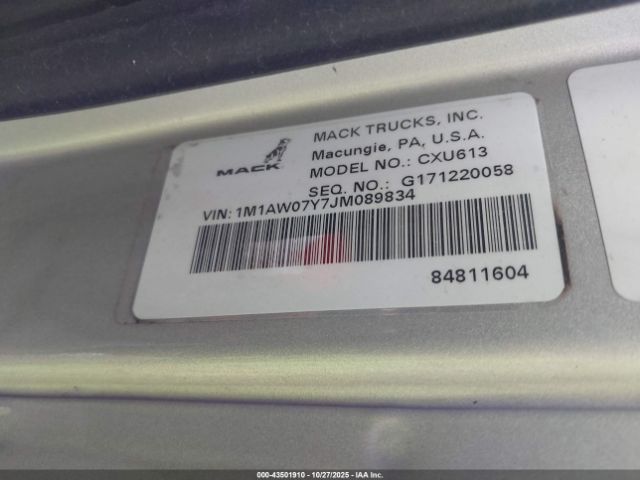 MACK
MACK TRUCKS, INC.
Macungie, PA, U.S.A.
MODEL NO.: CXU613
SEQ. NO.: G171220058
VIN: 1M1AW07Y7JM089834
84811604
000-43501910 - 10/27/2025 - IAA Inc.